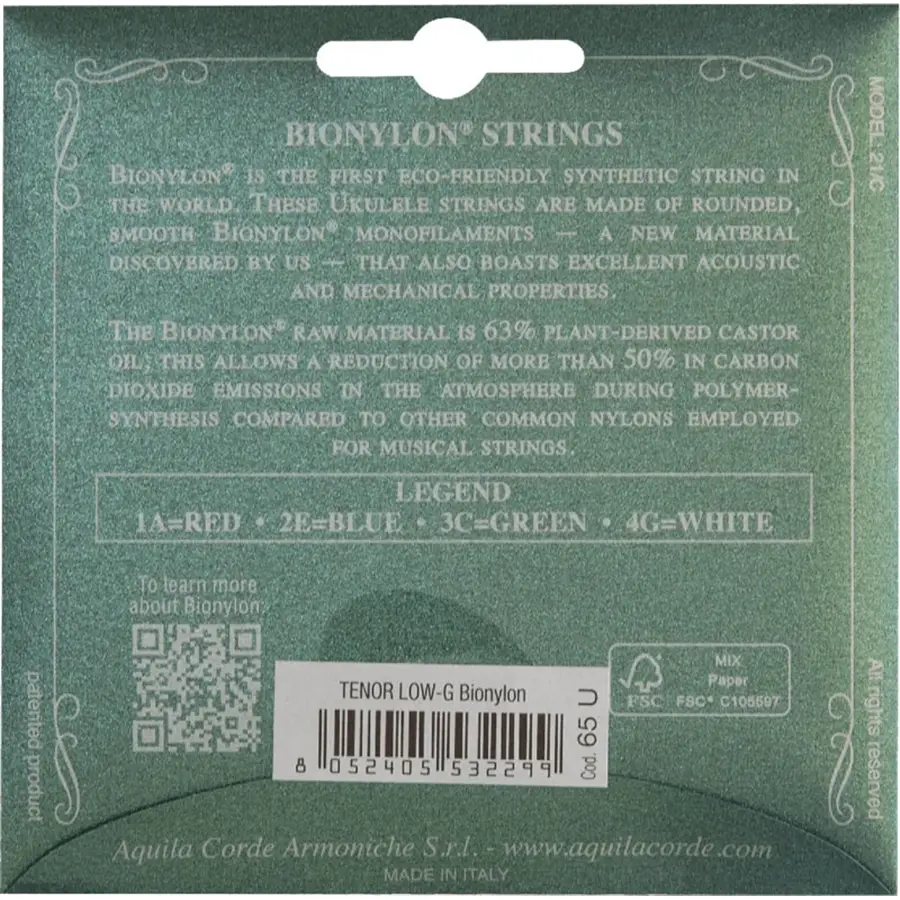 BIONYLON® STRINGS
BIONYLON® IS THE FIRST ECO-FRIENDLY SYNTHETIC STRING IN
THE WORLD. THESE UKULELE STRINGS ARE MADE OF ROUNDED,
SMOOTH BIONYLON® MONOFILAMENTS — A NEW MATERIAL
DISCOVERED BY US — THAT ALSO BOASTS EXCELLENT ACOUSTIC
AND MECHANICAL PROPERTIES.
THE BIONYLON® RAW MATERIAL IS 63% PLANT-DERIVED CASTOR
OIL; THIS ALLOWS A REDUCTION OF MORE THAN 50% IN CARBON
DIOXIDE EMISSIONS IN THE ATMOSPHERE DURING POLYMER-
SYNTHESIS COMPARED TO OTHER COMMON NYLONS EMPLOYED
FOR MUSICAL STRINGS.
LEGEND
1A=RED • 2E=BLUE • 3C=GREEN • 4G=WHITE
To learn more
about Bionylon:
TENOR LOW-G Bionylon
8 052405 532299
Cod. 65 U
FSC
MIX
Paper
FSC® C105597
MODEL: 21/C
patented product
All rights reserved
Aquila Corde Armoniche S.r.l. - www.aquilacorde.com
MADE IN ITALY